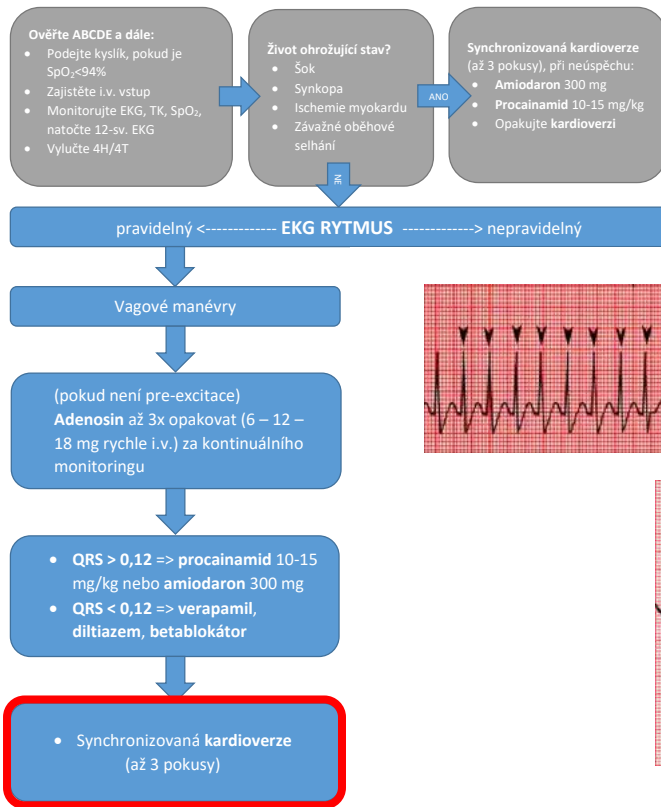 Ověřte ABCDE a dále:
• Podejte kyslík, pokud je
SpO₂<94%
• Zajistěte i.v. vstup
• Monitorujte EKG, TK, SpO₂,
natočte 12-sv. EKG
• Vylučte 4H/4T
Život ohrožující stav?
• Šok
• Synkopa
• Ischemie myokardu
• Závažné oběhové
selhání
ANO
Synchronizovaná kardioverze
(až 3 pokusy), při neúspěchu:
• Amiodaron 300 mg
• Procainamid 10-15 mg/kg
• Opakujte kardioverzi
NE
pravidelný <------------- EKG RYTMUS -------------> nepravidelný
Vagové manévry
(pokud není pre-excitace)
Adenosin až 3x opakovat (6 – 12 –
18 mg rychle i.v.) za kontinuálního
monitoringu
• QRS > 0,12 => procainamid 10-15
mg/kg nebo amiodaron 300 mg
• QRS < 0,12 => verapamil,
diltiazem, betablokátor
• Synchronizovaná kardioverze
(až 3 pokusy)